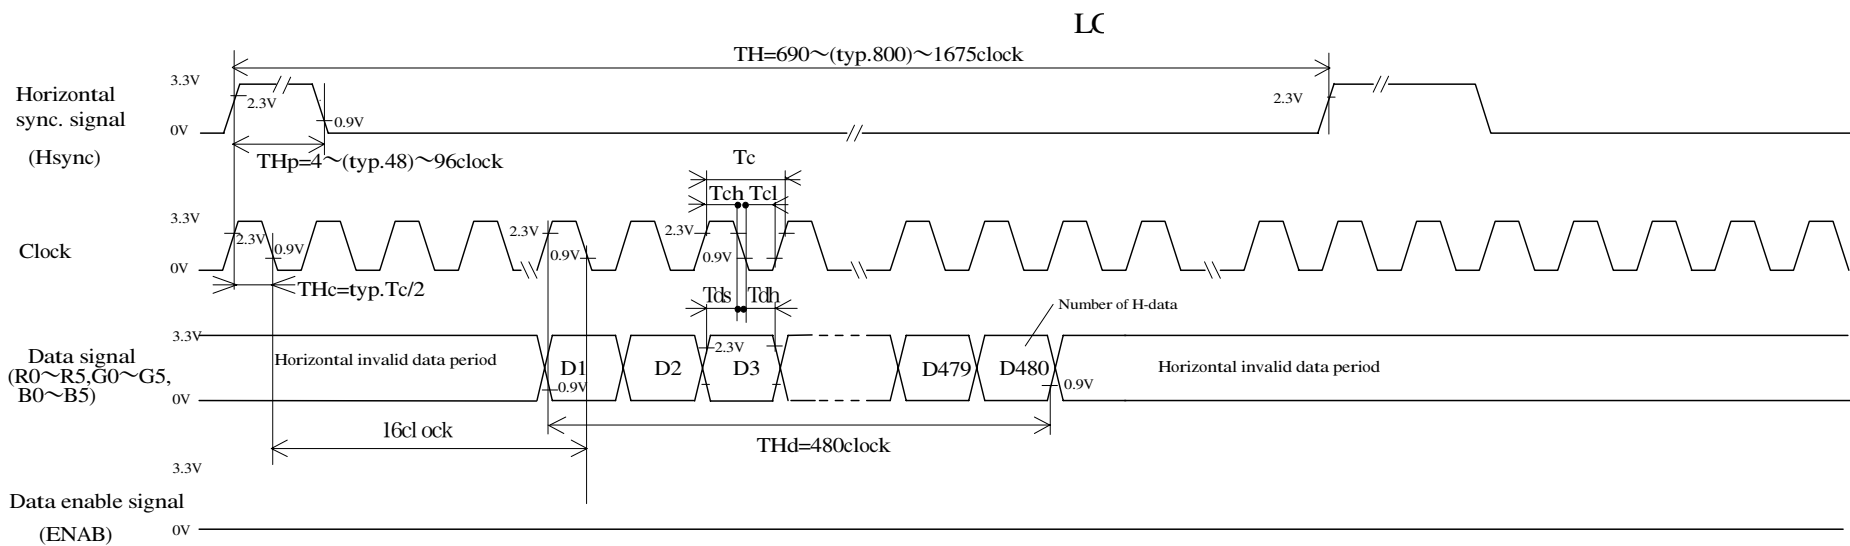 LC
TH=690～(typ.800)～1675clock
3.3V
Horizontal
sync. signal
(Hsync)
2.3V
0.9V
2.3V
0V
THp=4～(typ.48)～96clock
Tc
Tch Tcl
3.3V
Clock
2.3V
0.9V
2.3V
0.9V
2.3V
0.9V
0V
THc=typ.Tc/2
Tds Tdh
Number of H-data
3.3V
Data signal
(R0～R5,G0～G5,
B0～B5)
Horizontal invalid data period
D1
D2
2.3V
D3
D479
D480
Horizontal invalid data period
0.9V
0.9V
0V
16clock
THd=480clock
3.3V
Data enable signal
(ENAB)
0V